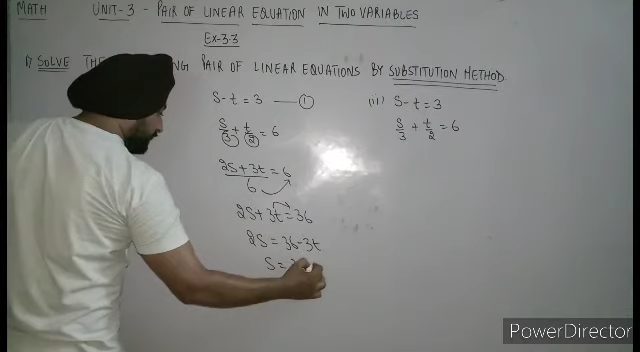 MATH UNIT-3 - PAIR OF LINEAR EQUATION IN TWO VARIABLES
EX-3.3
1) SOLVE THE NG PAIR OF LINEAR EQUATIONS BY SUBSTITUTION METHOD.
S-t=3 — ①
S/3 + t/2 = 6
2S+3t/6 = 6
2S+3t=36
2S=36-3t
S=
(ii) S-t=3
S/3 + t/2 = 6
PowerDirector